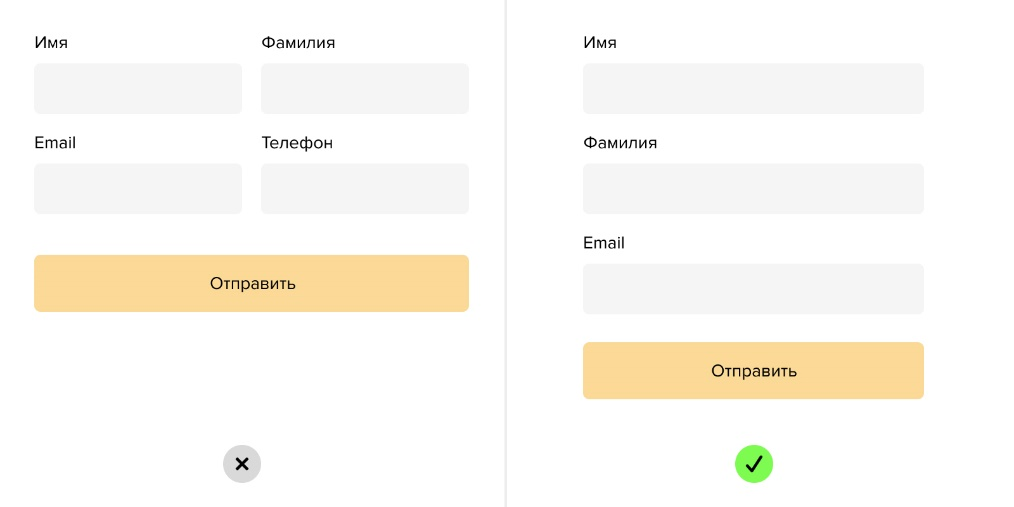 Имя
Фамилия
Email
Телефон
Отправить
Имя
Фамилия
Email
Отправить